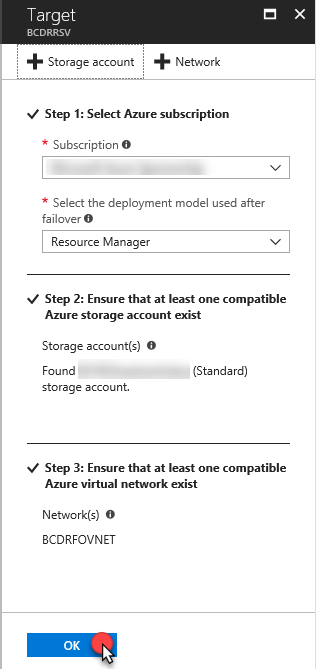 Target
BCDRRSV
Storage account
Network
Step 1: Select Azure subscription
* Subscription
* Select the deployment model used after
failover
Resource Manager
Step 2: Ensure that at least one compatible
Azure storage account exist
Storage account(s)
Found (Standard)
storage account.
Step 3: Ensure that at least one compatible
Azure virtual network exist
Network(s)
BCDRFOVNET
OK